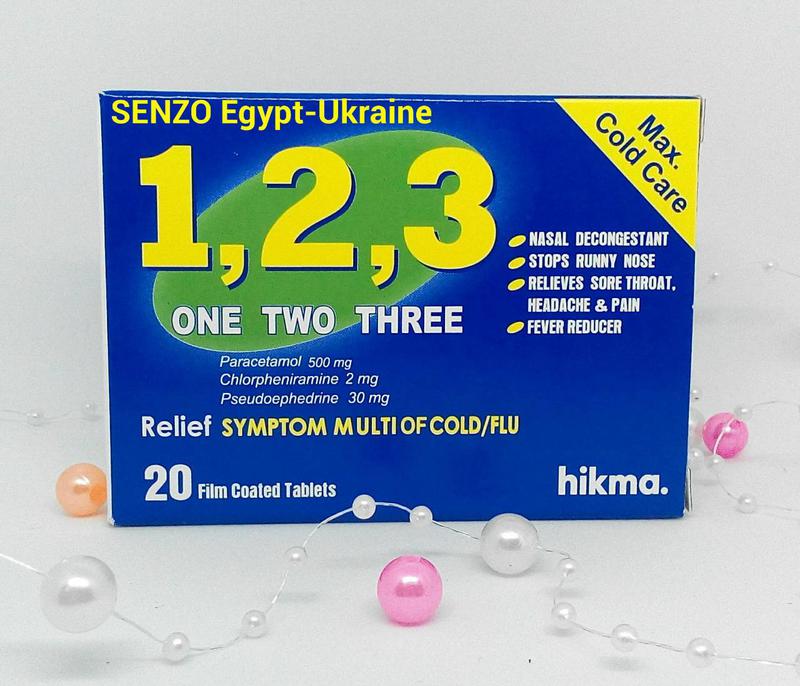 SENZO Egypt-Ukraine
Max.
Cold Care
1,2,3
ONE TWO THREE
NASAL DECONGESTANT
STOPS RUNNY NOSE
RELIEVES SORE THROAT,
HEADACHE & PAIN
FEVER REDUCER
Paracetamol 500 mg
Chlorpheniramine 2 mg
Pseudoephedrine 30 mg
Relief SYMPTOM MULTI OF COLD/FLU
20 Film Coated Tablets
hikma.